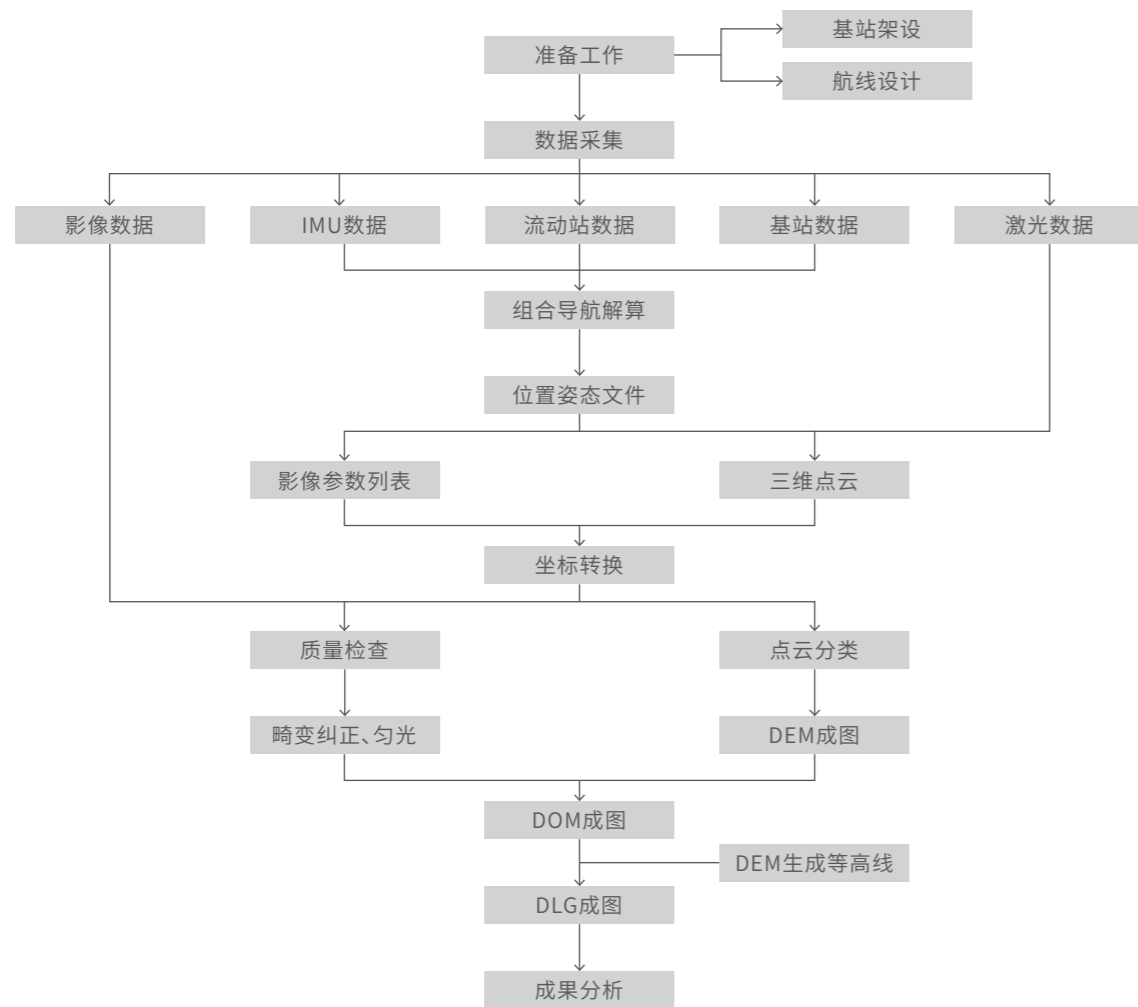 基站架设
准备工作
航线设计
数据采集
影像数据
IMU数据
流动站数据
基站数据
激光数据
组合导航解算
位置姿态文件
影像参数列表
三维点云
坐标转换
质量检查
点云分类
畸变纠正、匀光
DEM成图
DOM成图
DEM生成等高线
DLG成图
成果分析